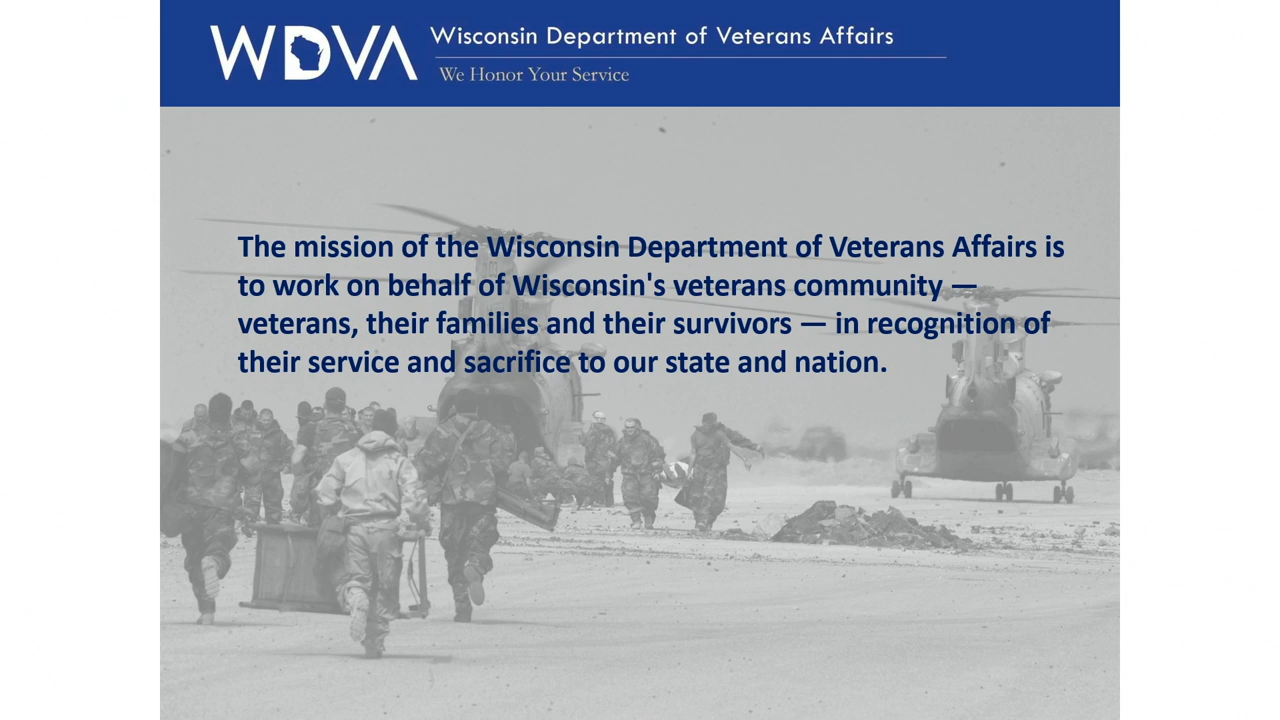 WDVA
Wisconsin Department of Veterans Affairs
We Honor Your Service
The mission of the Wisconsin Department of Veterans Affairs is
to work on behalf of Wisconsin's veterans community —
veterans, their families and their survivors — in recognition of
their service and sacrifice to our state and nation.